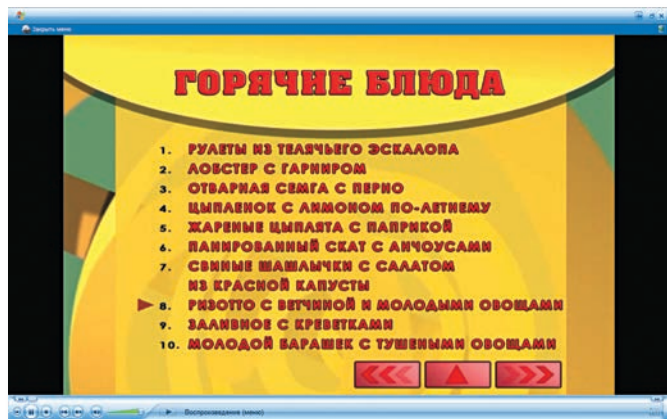 Закрыть меню
ГОРЯЧИЕ БЛЮДА
1. РУЛЕТЫ ИЗ ТЕЛЯЧЬЕГО ЭСКАЛОПА
2. ЛОБСТЕР С ГАРНИРОМ
3. ОТВАРНАЯ СЕМГА С ПЕРНО
4. ЦЫПЛЕНОК С ЛИМОНОМ ПО-ЛЕТНЕМУ
5. ЖАРЕНЫЕ ЦЫПЛЯТА С ПАПРИКОЙ
6. ПАНИРОВАННЫЙ СКАТ С АНЧОУСАМИ
7. СВИНЫЕ ШАШЛЫЧКИ С САЛАТОМ
ИЗ КРАСНОЙ КАПУСТЫ
8. РИЗОТТО С ВЕТЧИНОЙ И МОЛОДЫМИ ОВОЩАМИ
9. ЗАЛИВНОЕ С КРЕВЕТКАМИ
10. МОЛОДОЙ БАРАШЕК С ТУШЕНЫМИ ОВОЩАМИ
Воспроизведение (меню)